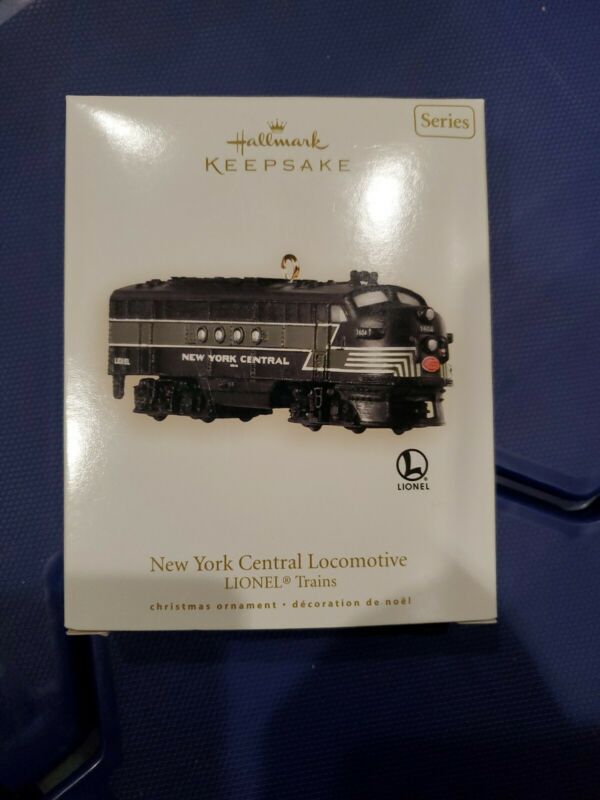 Series
Hallmark
KEEPSAKE
LIONEL
NEW YORK CENTRAL
L
LIONEL
New York Central Locomotive
LIONEL® Trains
christmas ornament • décoration de noël